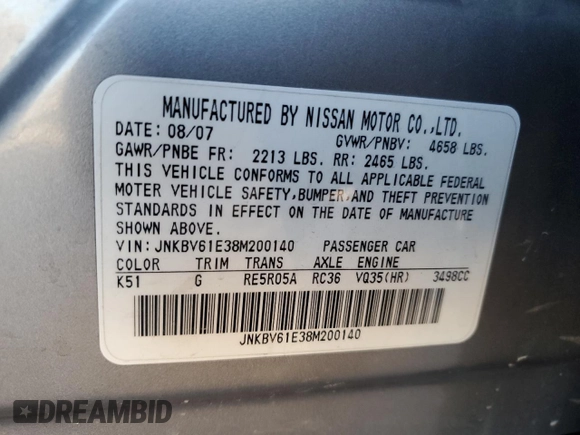 MANUFACTURED BY NISSAN MOTOR CO.,LTD.
DATE: 08/07 GVWR/PNBV: 4658 LBS.
GAWR/PNBE FR: 2213 LBS. RR: 2465 LBS.
THIS VEHICLE CONFORMS TO ALL APPLICABLE FEDERAL
MOTOR VEHICLE SAFETY,BUMPER,AND THEFT PREVENTION
STANDARDS IN EFFECT ON THE DATE OF MANUFACTURE
SHOWN ABOVE.
VIN: JNKBV61E38M200140 PASSENGER CAR
COLOR TRIM TRANS AXLE ENGINE
K51 G RE5R05A RC36 VQ35(HR) 3498CC
JNKBV61E38M200140
DREAMBID